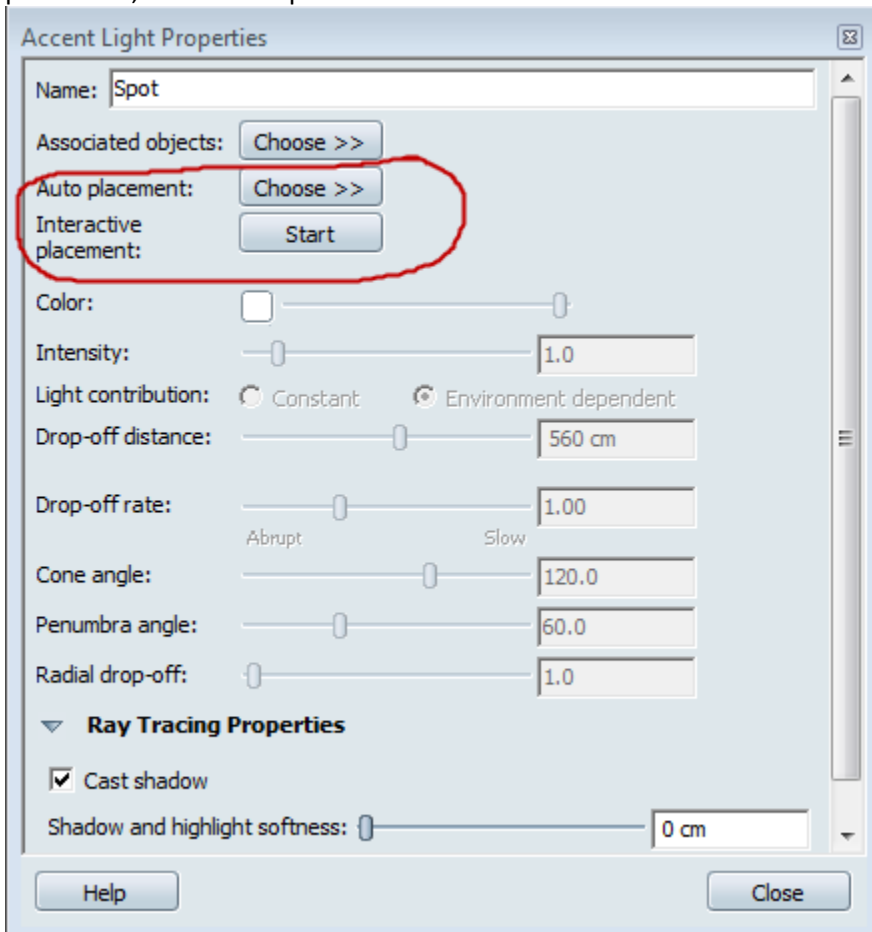 Accent Light Properties
Name: Spot
Associated objects: Choose >>
Auto placement: Choose >>
Interactive
placement: Start
Color:
Intensity: 1.0
Light contribution: Constant Environment dependent
Drop-off distance: 560 cm
Drop-off rate: 1.00
Abrupt Slow
Cone angle: 120.0
Penumbra angle: 60.0
Radial drop-off: 1.0
Ray Tracing Properties
Cast shadow
Shadow and highlight softness: 0 cm
Help Close